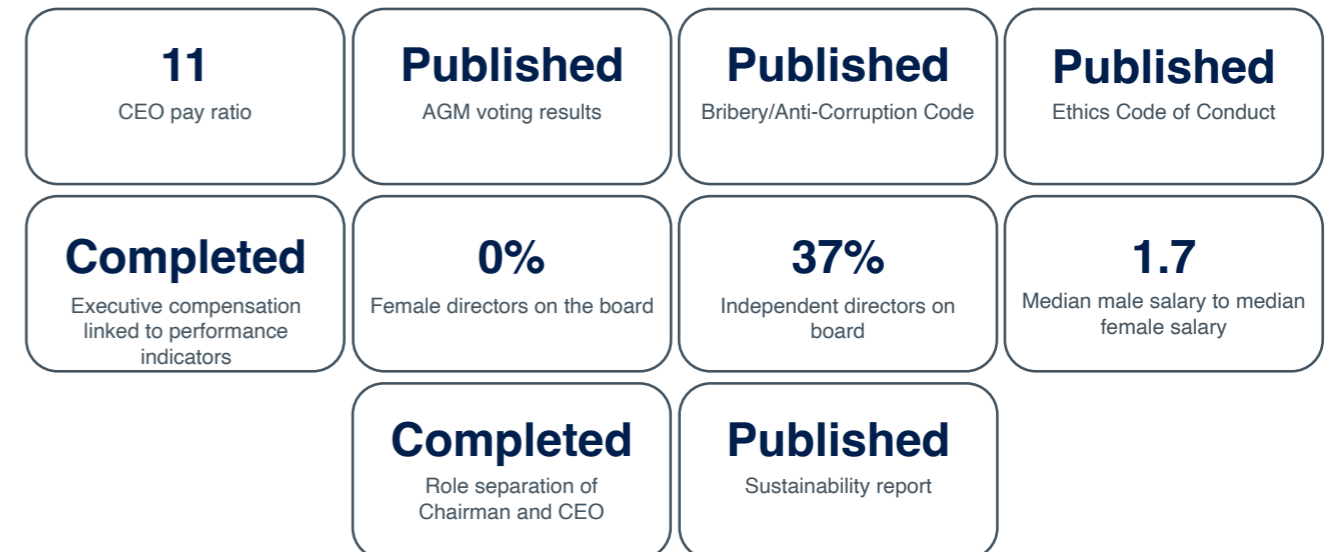 11
CEO pay ratio
Published
AGM voting results
Published
Bribery/Anti-Corruption Code
Published
Ethics Code of Conduct
Completed
Executive compensation
linked to performance
indicators
0%
Female directors on the board
37%
Independent directors on
board
1.7
Median male salary to median
female salary
Completed
Role separation of
Chairman and CEO
Published
Sustainability report